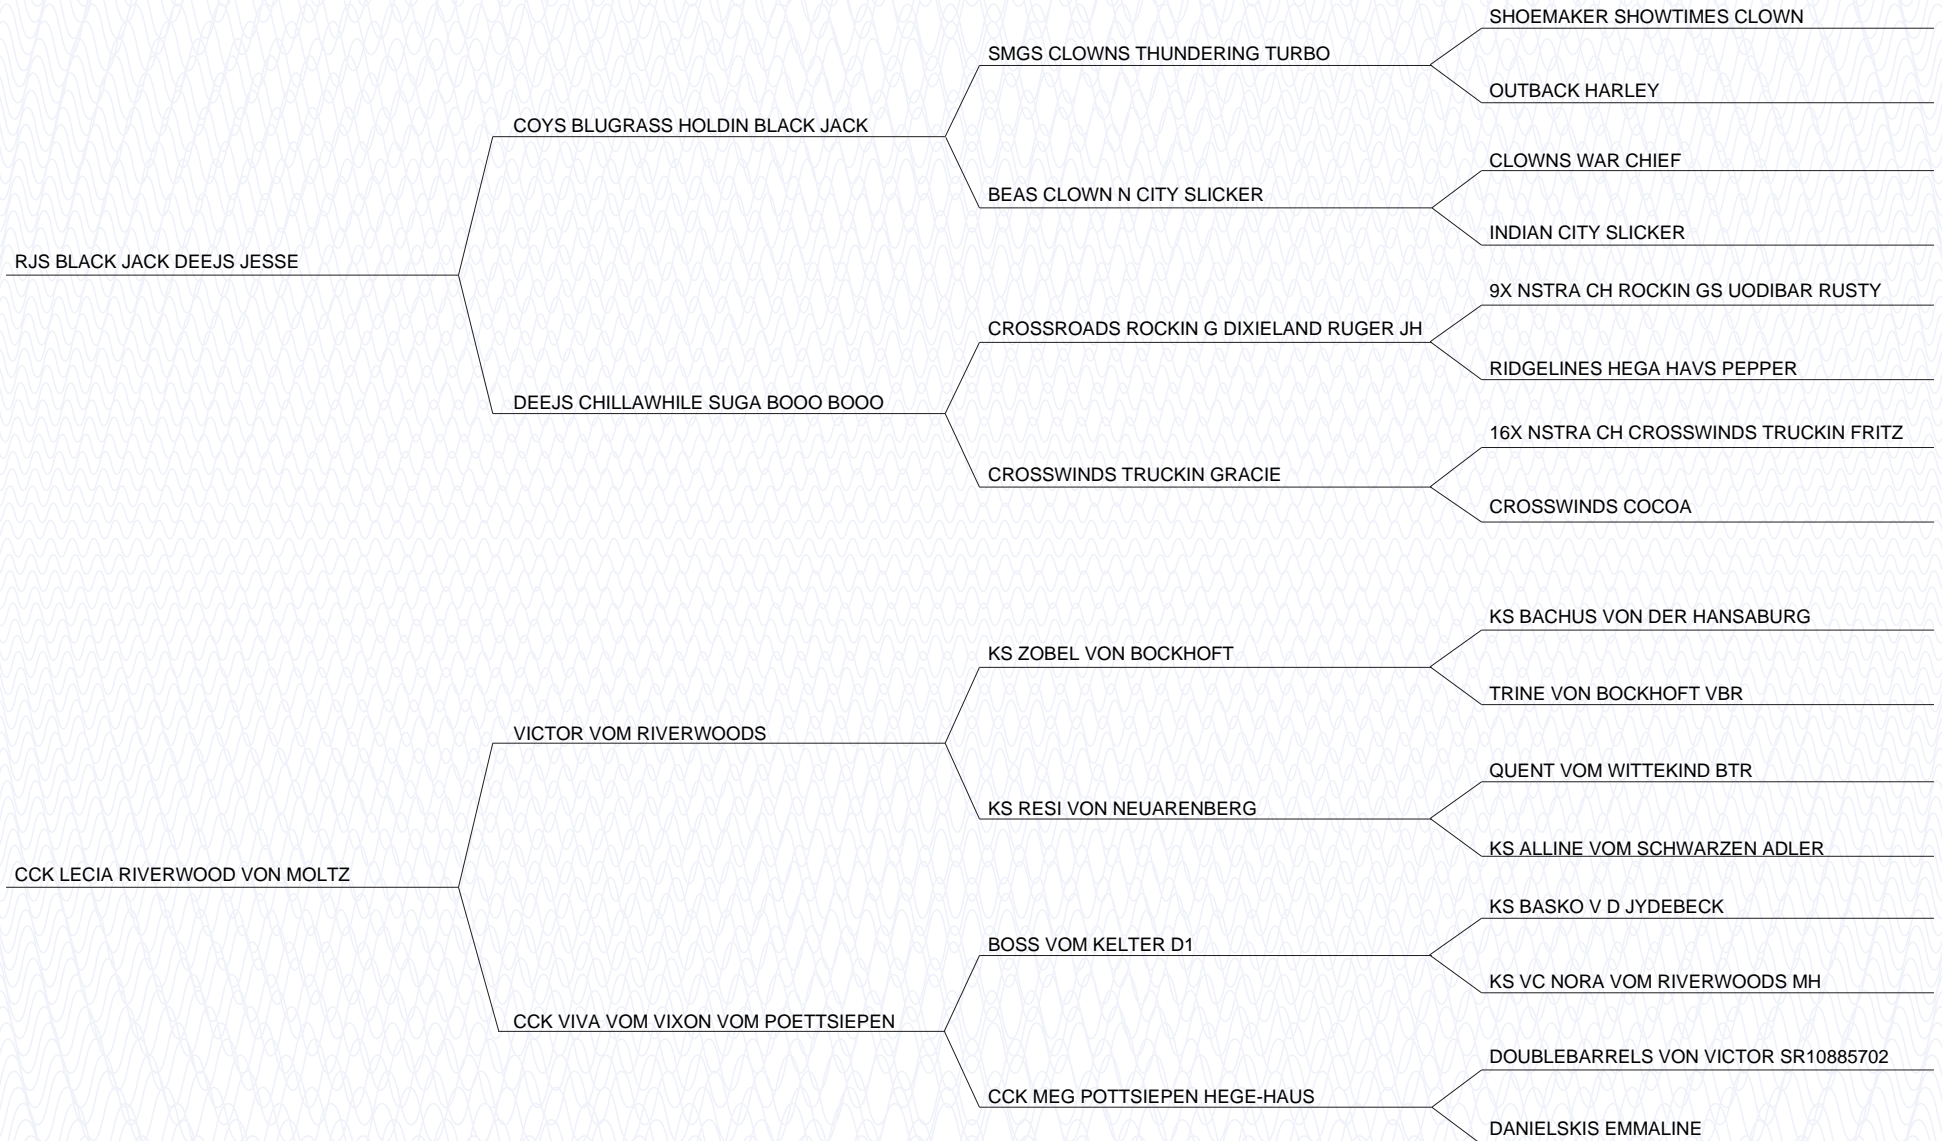 SHOEMAKER SHOWTIMES CLOWN
SMGS CLOWNS THUNDERING TURBO
OUTBACK HARLEY
COYS BLUGRASS HOLDIN BLACK JACK
CLOWNS WAR CHIEF
BEAS CLOWN N CITY SLICKER
INDIAN CITY SLICKER
RJS BLACK JACK DEEJS JESSE
9X NSTRA CH ROCKIN GS UODIBAR RUSTY
CROSSROADS ROCKIN G DIXIELAND RUGER JH
RIDGELINES HEGA HAVS PEPPER
DEEJS CHILLAWHILE SUGA BOOO BOOO
16X NSTRA CH CROSSWINDS TRUCKIN FRITZ
CROSSWINDS TRUCKIN GRACIE
CROSSWINDS COCOA
KS BACHUS VON DER HANSABURG
KS ZOBEL VON BOCKHOFT
TRINE VON BOCKHOFT VBR
VICTOR VOM RIVERWOODS
QUENT VOM WITTEKIND BTR
KS RESI VON NEUARENBERG
KS ALLINE VOM SCHWARZEN ADLER
CCK LECIA RIVERWOOD VON MOLTZ
KS BASKO V D JYDEBECK
BOSS VOM KELTER D1
KS VC NORA VOM RIVERWOODS MH
CCK VIVA VOM VIXON VOM POETTSIEPEN
DOUBLEBARRELS VON VICTOR SR10885702
CCK MEG POTTSIEPEN HEGE-HAUS
DANIELSKIS EMMALINE